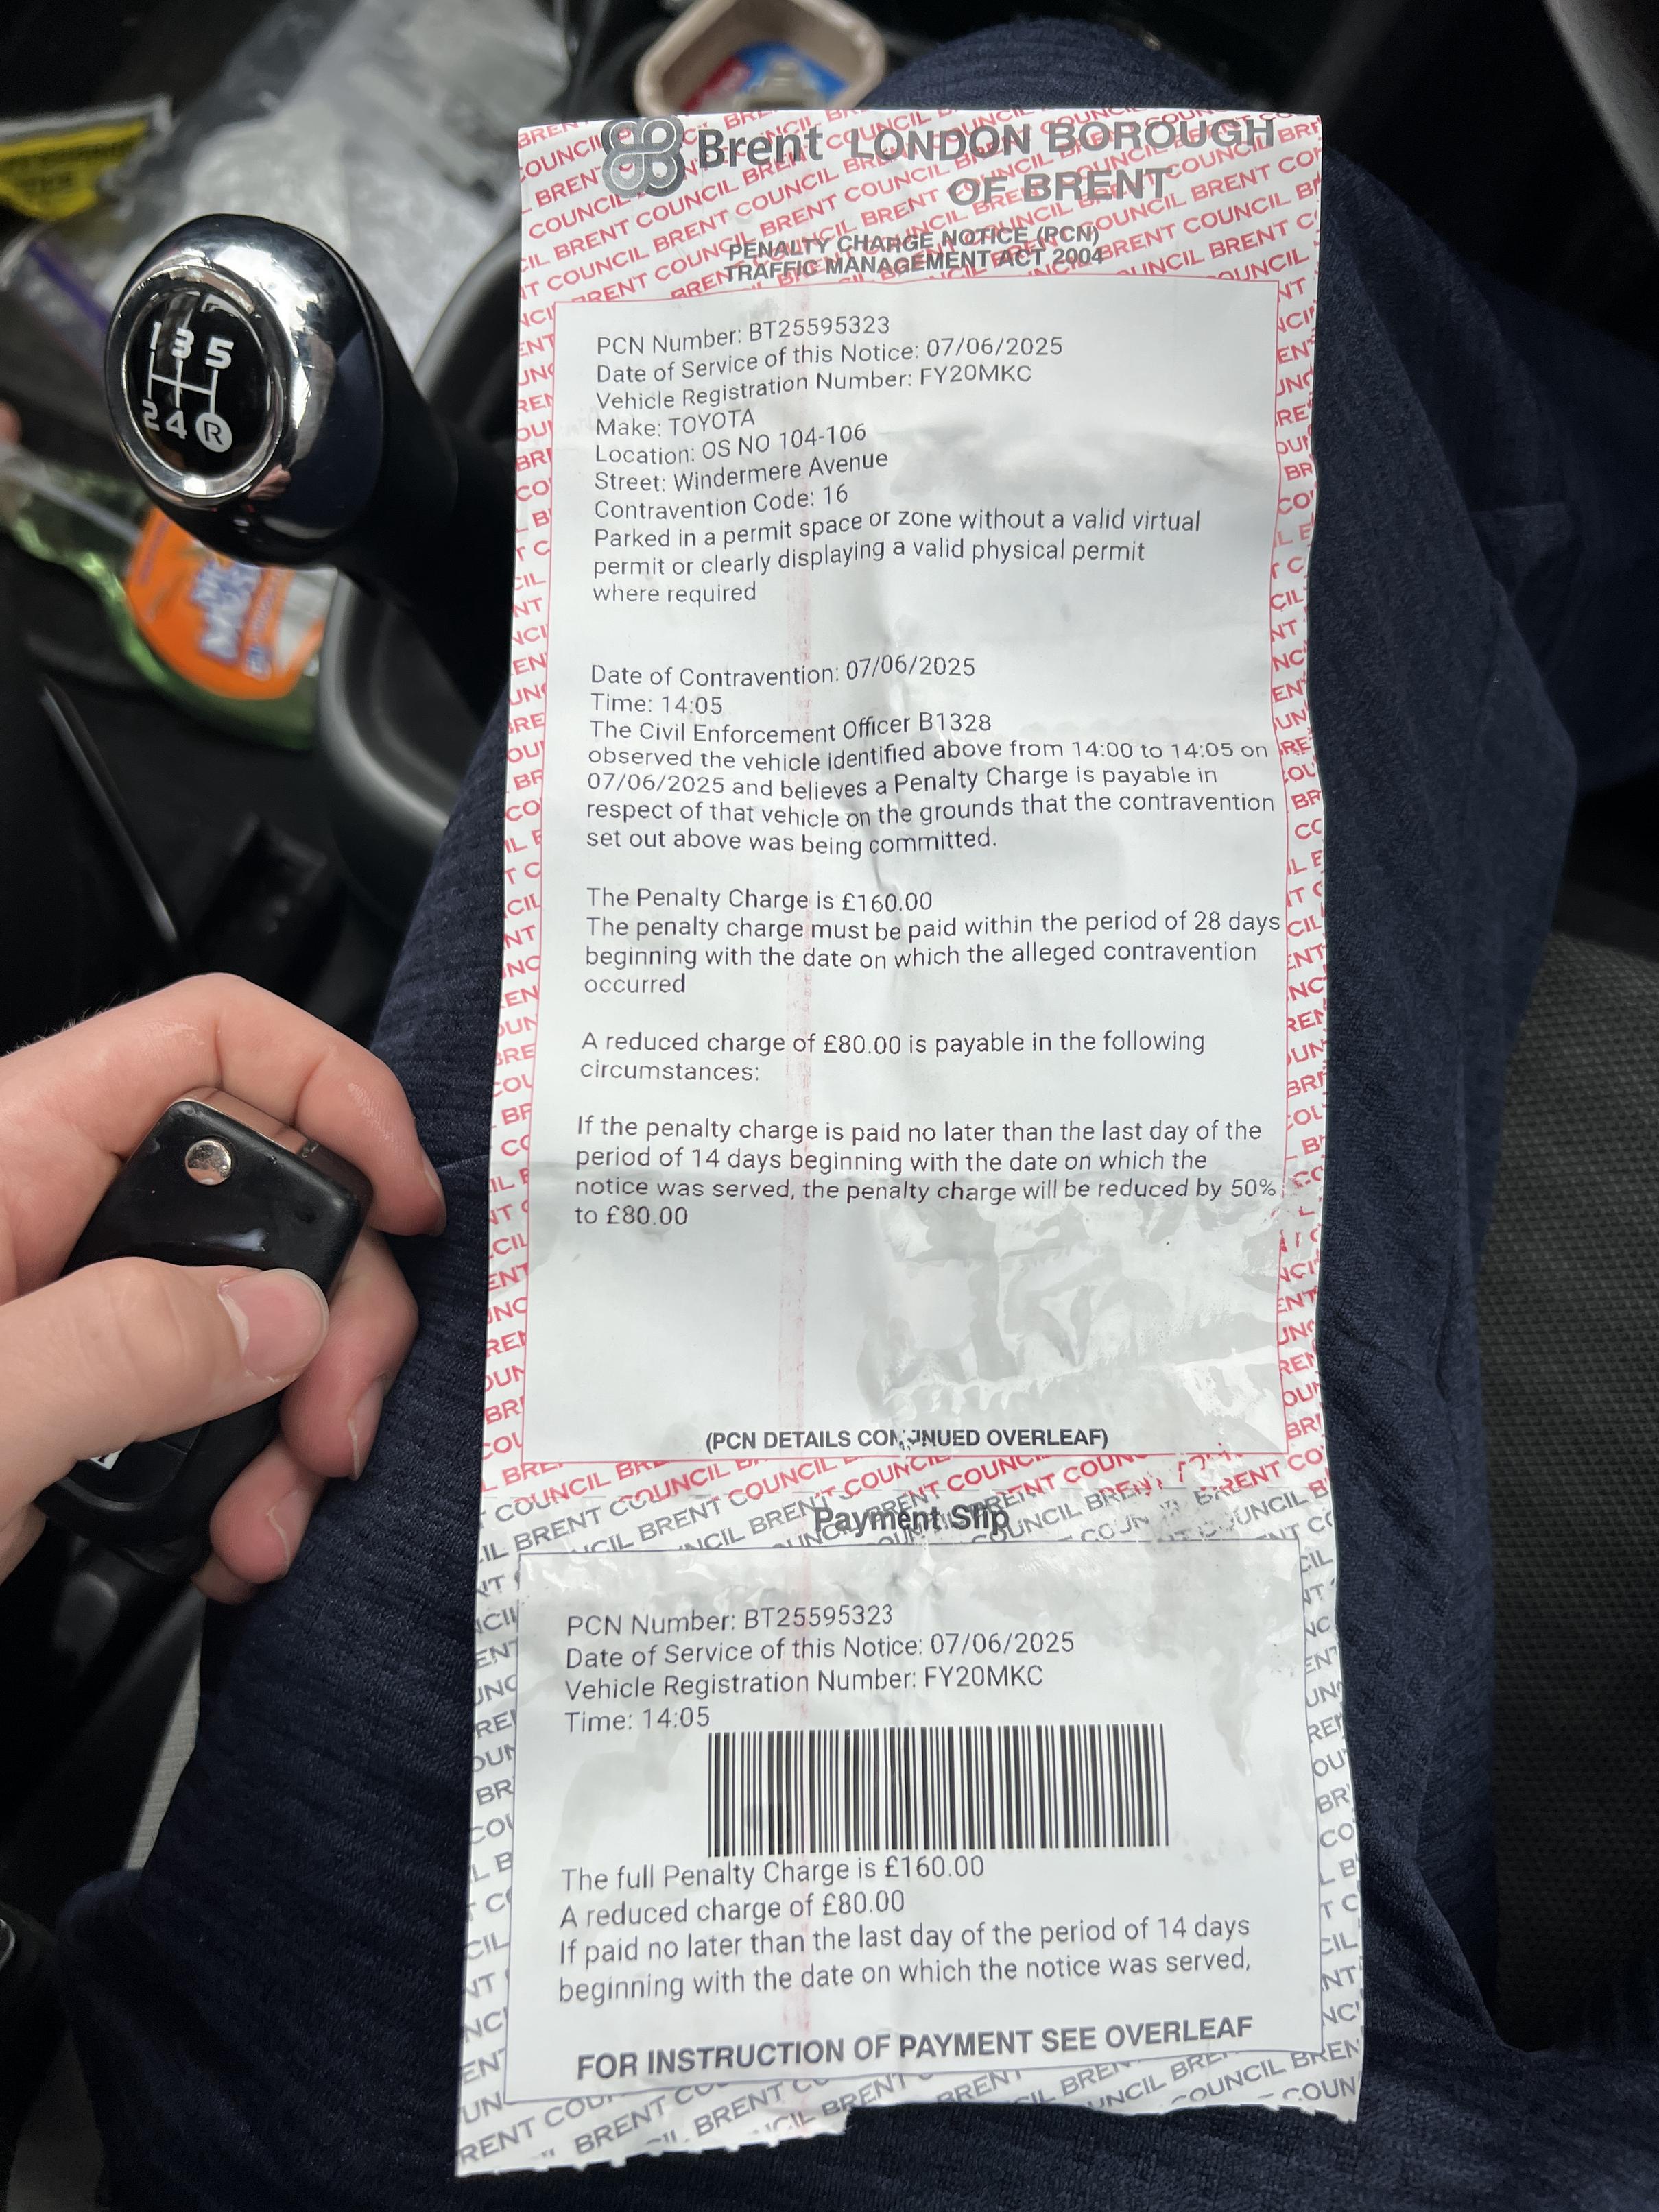 Brent LONDON BOROUGH
OF BRENT
PENALTY CHARGE NOTICE (PCN)
TRAFFIC MANAGEMENT ACT 2004
PCN Number: BT25595323
Date of Service of this Notice: 07/06/2025
Vehicle Registration Number: FY20MKC
Make: TOYOTA
Location: OS NO 104-106
Street: Windermere Avenue
Contravention Code: 16
Parked in a permit space or zone without a valid virtual
permit or clearly displaying a valid physical permit
where required
Date of Contravention: 07/06/2025
Time: 14:05
The Civil Enforcement Officer B1328
observed the vehicle identified above from 14:00 to 14:05 on
07/06/2025 and believes a Penalty Charge is payable in
respect of that vehicle on the grounds that the contravention
set out above was being committed.
The Penalty Charge is £160.00
The penalty charge must be paid within the period of 28 days
beginning with the date on which the alleged contravention
occurred
A reduced charge of £80.00 is payable in the following
circumstances:
If the penalty charge is paid no later than the last day of the
period of 14 days beginning with the date on which the
notice was served, the penalty charge will be reduced by 50%
to £80.00
(PCN DETAILS CONTINUED OVERLEAF)
Payment Slip
PCN Number: BT25595323
Date of Service of this Notice: 07/06/2025
Vehicle Registration Number: FY20MKC
Time: 14:05
The full Penalty Charge is £160.00
A reduced charge of £80.00
If paid no later than the last day of the period of 14 days
beginning with the date on which the notice was served,
FOR INSTRUCTION OF PAYMENT SEE OVERLEAF
1 3 5
2 4 R